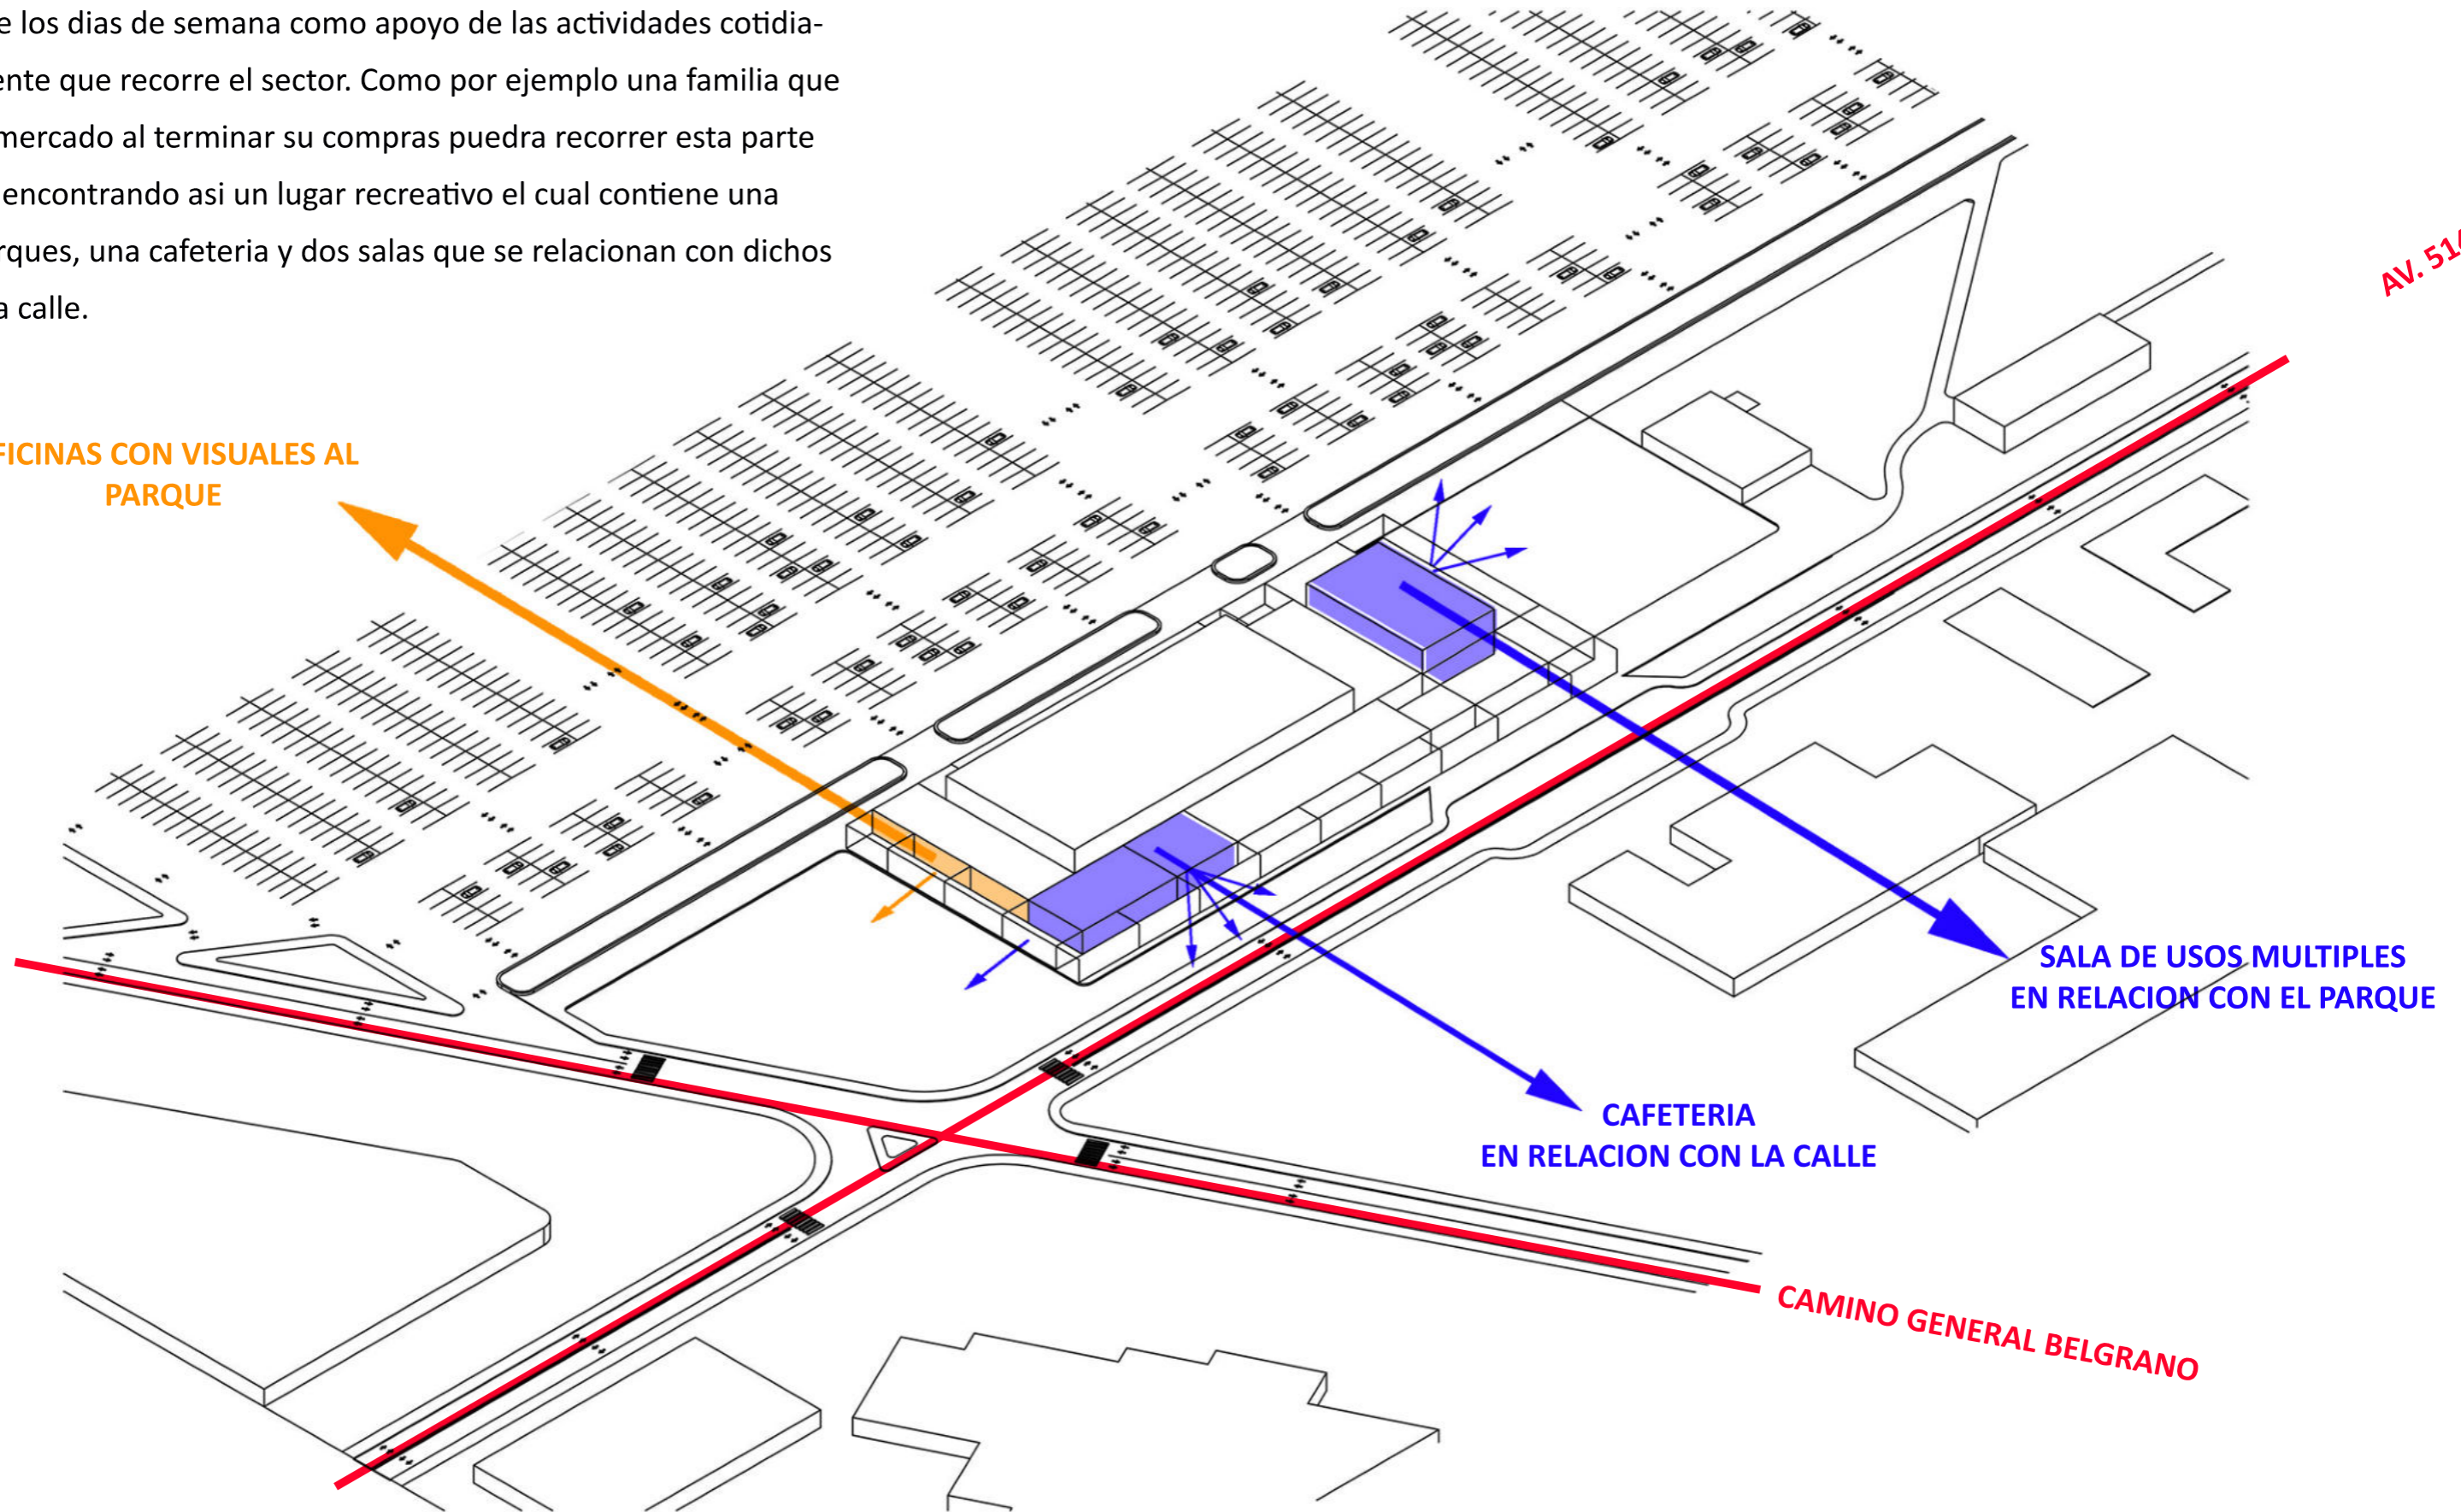 e los dias de semana como apoyo de las actividades cotidia-
ente que recorre el sector. Como por ejemplo una familia que
mercado al terminar su compras puedra recorrer esta parte
encontrando asi un lugar recreativo el cual contiene una
rques, una cafeteria y dos salas que se relacionan con dichos
a calle.
AV. 514
FICINAS CON VISUALES AL
PARQUE
SALA DE USOS MULTIPLES
EN RELACION CON EL PARQUE
CAFETERIA
EN RELACION CON LA CALLE
CAMINO GENERAL BELGRANO